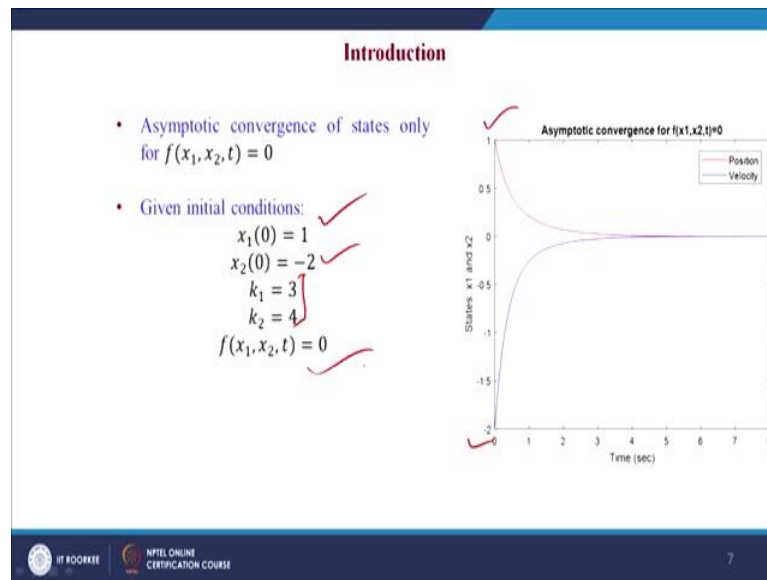 Introduction
• Asymptotic convergence of states only
for f(x₁, x₂, t) = 0
• Given initial conditions:
x₁(0) = 1
x₂(0) = −2
k₁ = 3
k₂ = 4
f(x₁, x₂, t) = 0
Asymptotic convergence for f(x1,x2,t)=0
Position
Velocity
States x1 and x2
1
0.5
0
-0.5
-1
-1.5
-2
0 1 2 3 4 5 6 7
Time (sec)
IIT ROORKEE
NPTEL ONLINE
CERTIFICATION COURSE
7